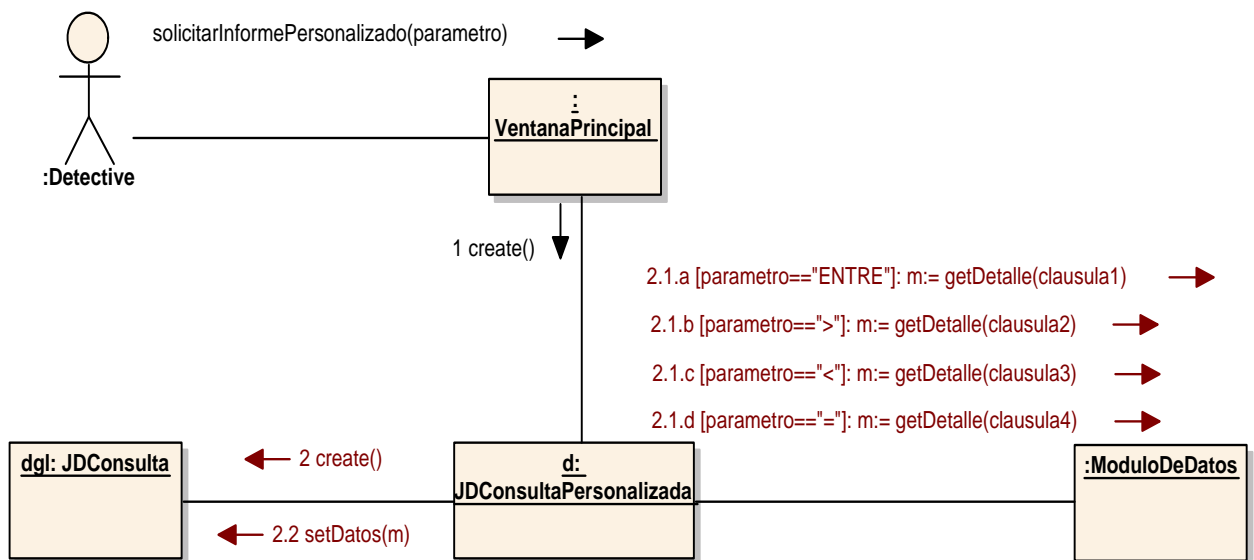 solicitarInformePersonalizado(parametro)
:
VentanaPrincipal
:Detective
1 create()
2.1.a [parametro=="ENTRE"]: m:= getDetalle(clausula1)
2.1.b [parametro==">"]: m:= getDetalle(clausula2)
2.1.c [parametro=="<"]: m:= getDetalle(clausula3)
2.1.d [parametro=="="]: m:= getDetalle(clausula4)
dgl: JDConsulta
2 create()
d:
JDConsultaPersonalizada
:ModuloDeDatos
2.2 setDatos(m)